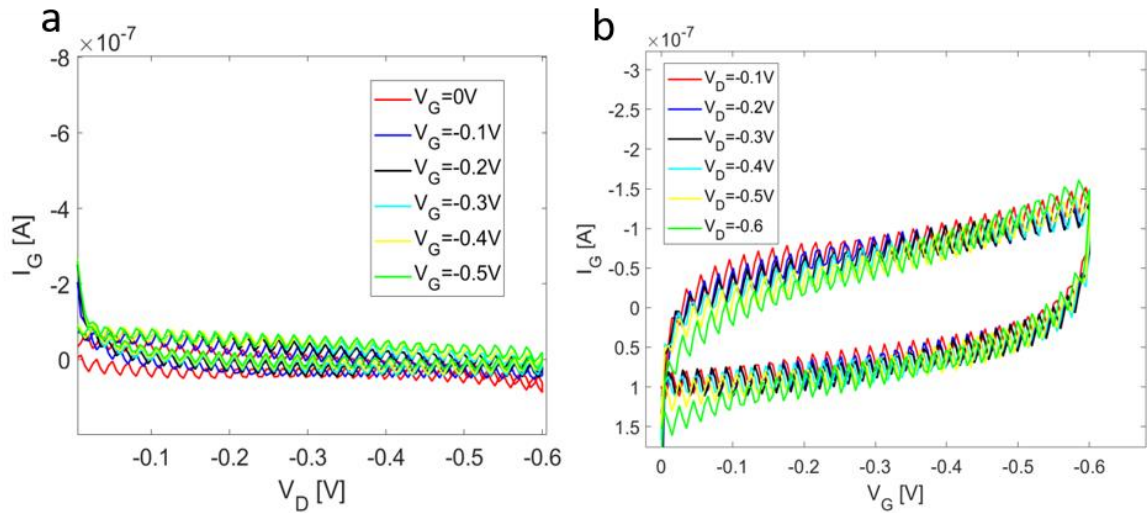 a
×10⁻⁷
-8
-6
-4
-2
0
I_G [A]
-0.1
-0.2
-0.3
-0.4
-0.5
-0.6
V_D [V]
V_G=0V
V_G=-0.1V
V_G=-0.2V
V_G=-0.3V
V_G=-0.4V
V_G=-0.5V
b
×10⁻⁷
-3
-2.5
-2
-1.5
-1
-0.5
0
0.5
1
1.5
I_G [A]
0
-0.1
-0.2
-0.3
-0.4
-0.5
-0.6
V_G [V]
V_D=-0.1V
V_D=-0.2V
V_D=-0.3V
V_D=-0.4V
V_D=-0.5V
V_D=-0.6